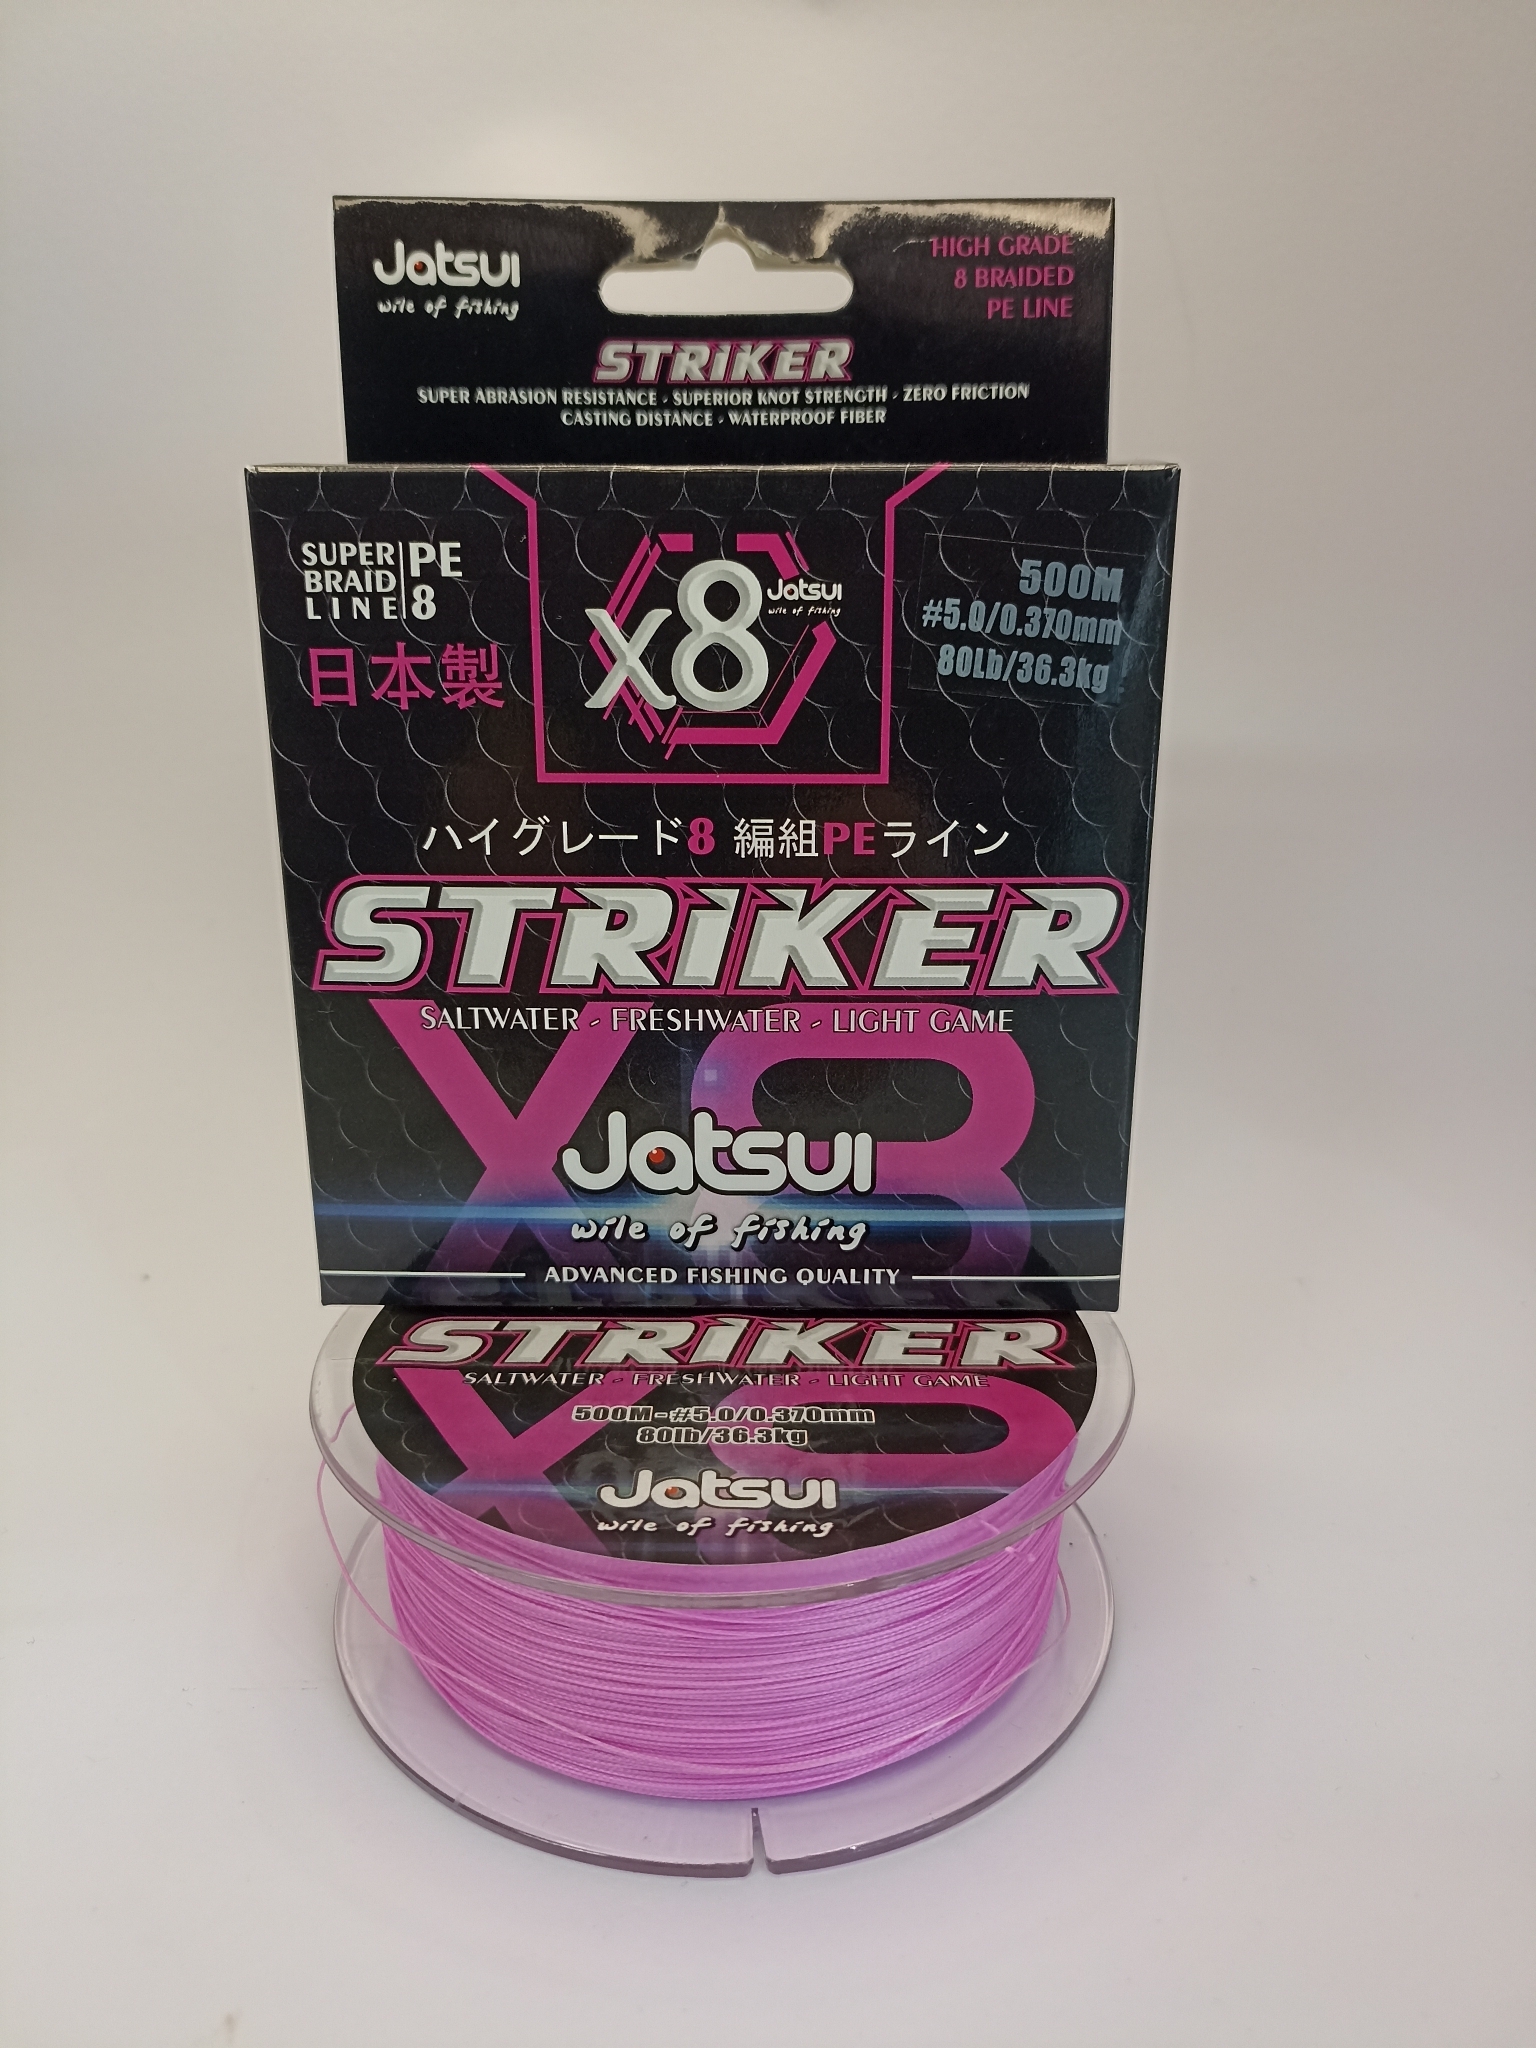 Jatsui
wile of fishing
HIGH GRADE
8 BRAIDED
PE LINE
STRIKER
SUPER ABRASION RESISTANCE - SUPERIOR KNOT STRENGTH - ZERO FRICTION
CASTING DISTANCE - WATERPROOF FIBER
SUPER
BRAID
LINE
PE
8
日本製
x8
Jatsui
wile of fishing
500M
#5.0/0.370mm
80Lb/36.3kg
ハイグレード8 編組PEライン
STRIKER
SALTWATER - FRESHWATER - LIGHT GAME
X8
Jatsui
wile of fishing
ADVANCED FISHING QUALITY
STRIKER
SALTWATER - FRESHWATER - LIGHT GAME
500M-#5.0/0.370mm
80lb/36.3kg
Jatsui
wile of fishing